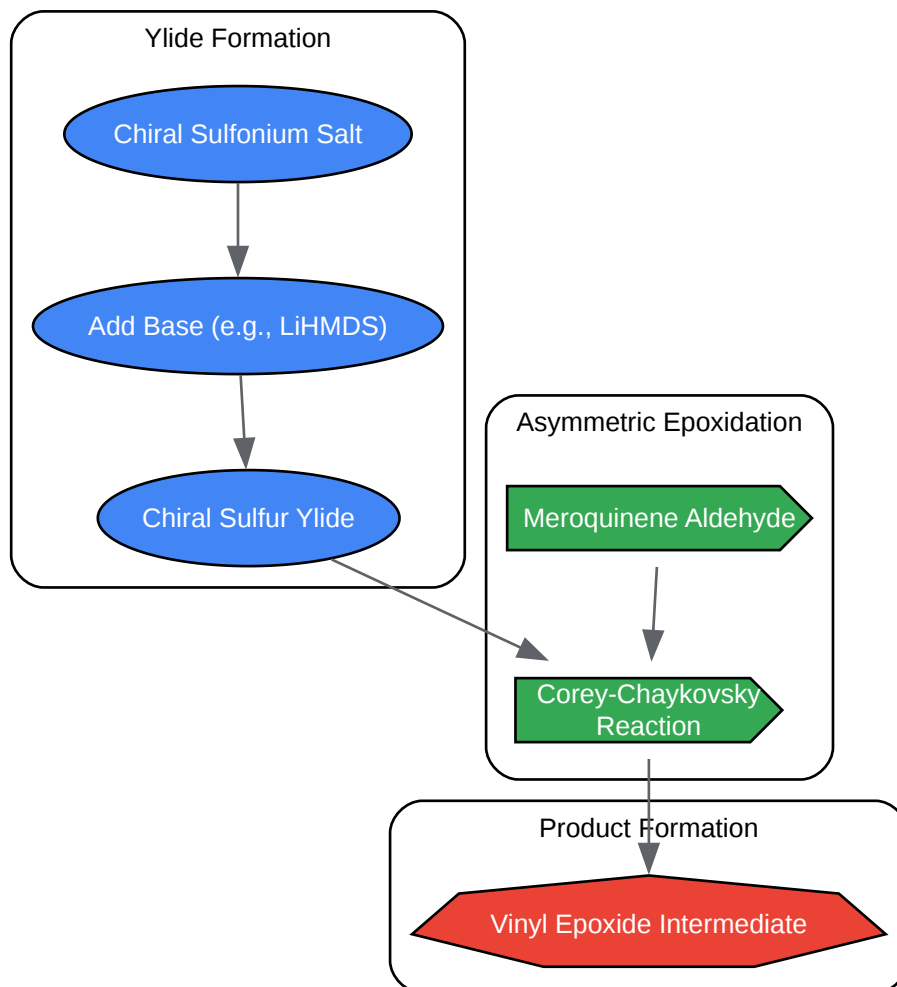 Ylide Formation
Chiral Sulfonium Salt
Add Base (e.g., LiHMDS)
Chiral Sulfur Ylide
Asymmetric Epoxidation
Meroquinene Aldehyde
Corey-Chaykovsky
Reaction
Product Formation
Vinyl Epoxide Intermediate